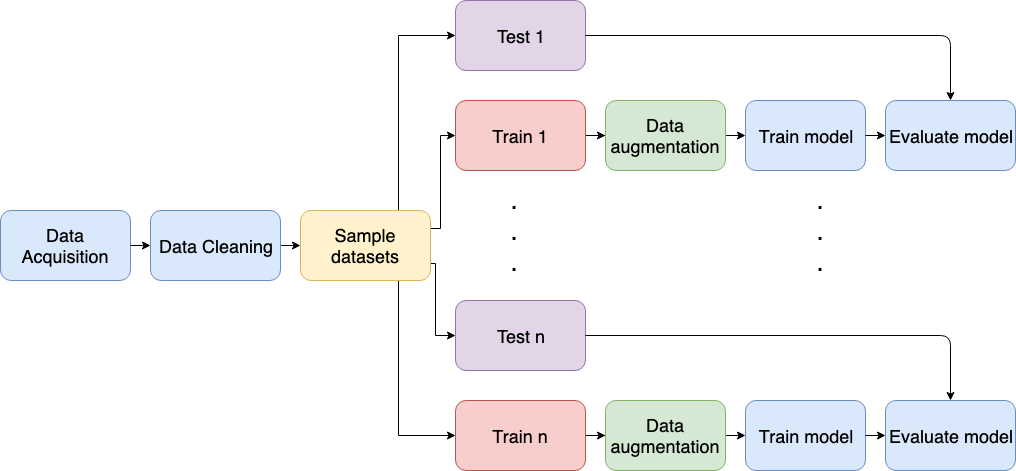 Test 1
Train 1
Data
augmentation
Train model
Evaluate model
Data
Acquisition
Data Cleaning
Sample
datasets
Test n
Train n
Data
augmentation
Train model
Evaluate model